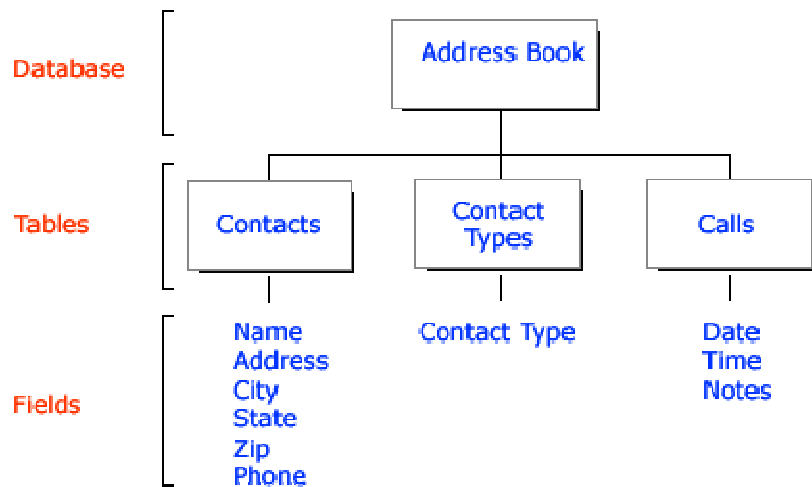 Database
Address Book
Tables
Contacts
Contact
Types
Calls
Fields
Name
Address
City
State
Zip
Phone
Contact Type
Date
Time
Notes